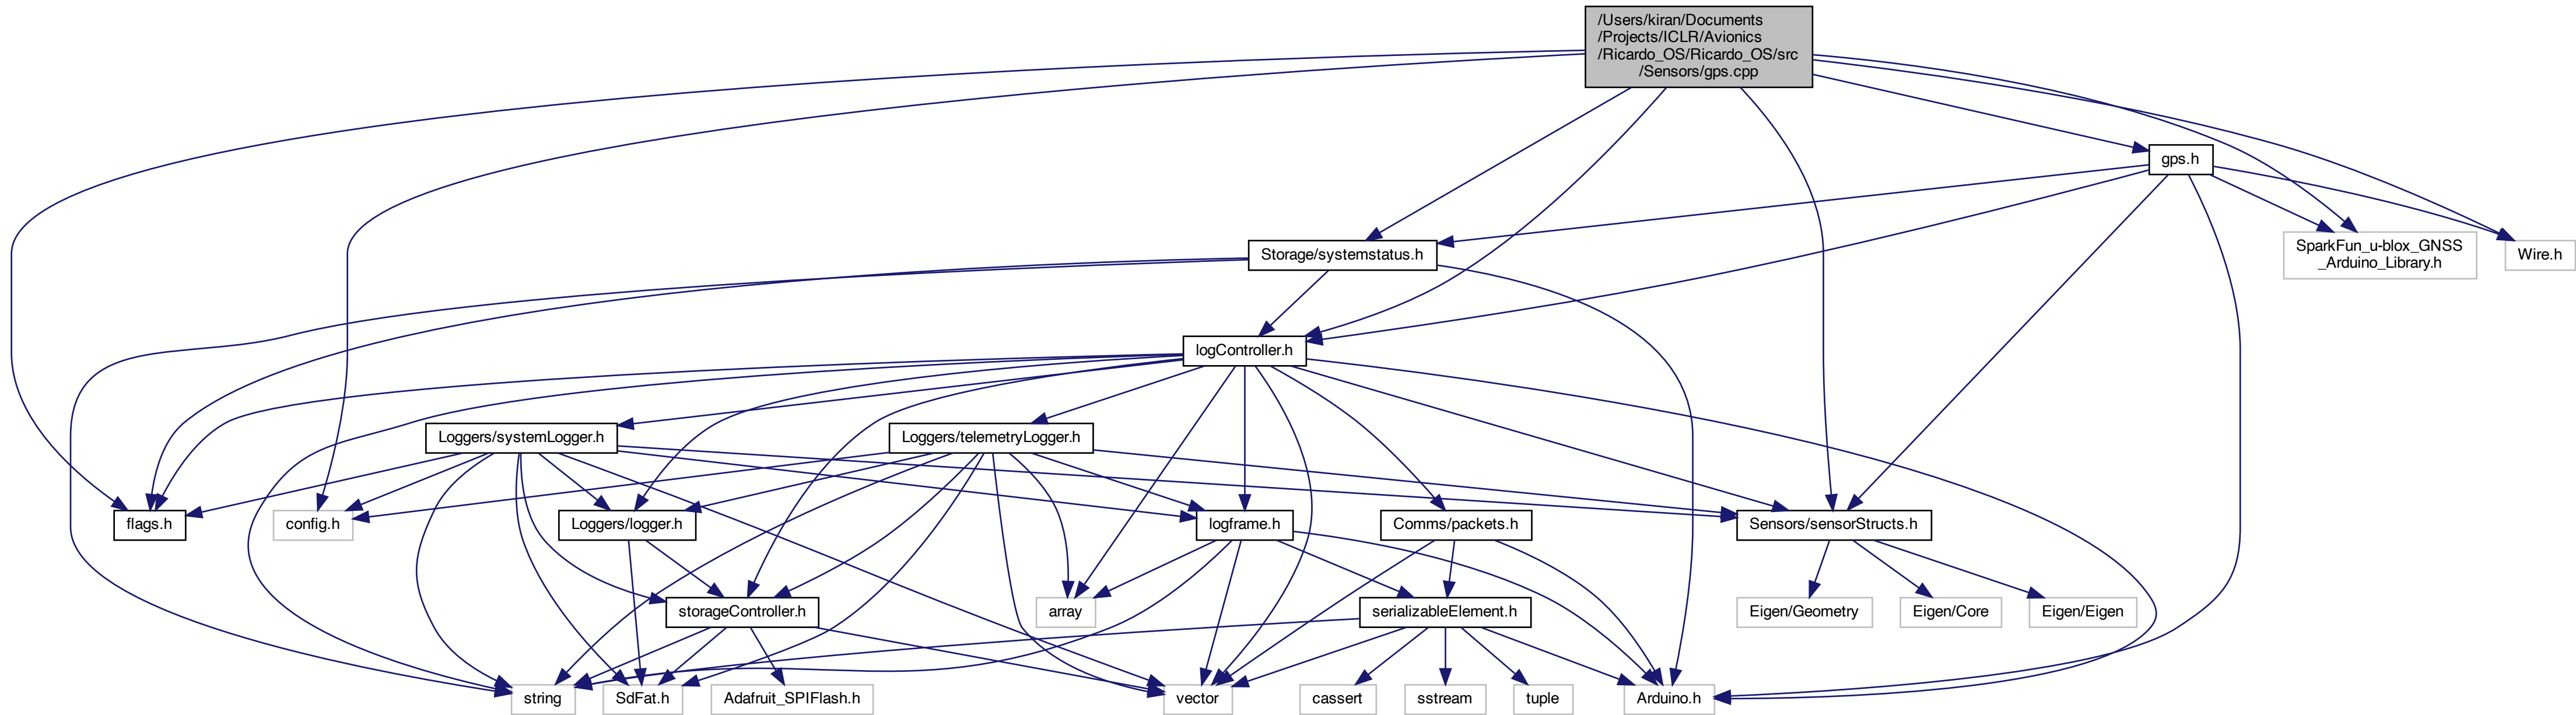 /Users/kiran/Documents
/Projects/ICLR/Avionics
/Ricardo_OS/Ricardo_OS/src
/Sensors/gps.cpp
gps.h
Storage/systemstatus.h
SparkFun_u-blox_GNSS
_Arduino_Library.h
Wire.h
logController.h
Loggers/systemLogger.h
Loggers/telemetryLogger.h
flags.h
config.h
Loggers/logger.h
logframe.h
Comms/packets.h
Sensors/sensorStructs.h
storageController.h
array
serializableElement.h
Eigen/Geometry
Eigen/Core
Eigen/Eigen
string
SdFat.h
Adafruit_SPIFlash.h
vector
cassert
sstream
tuple
Arduino.h